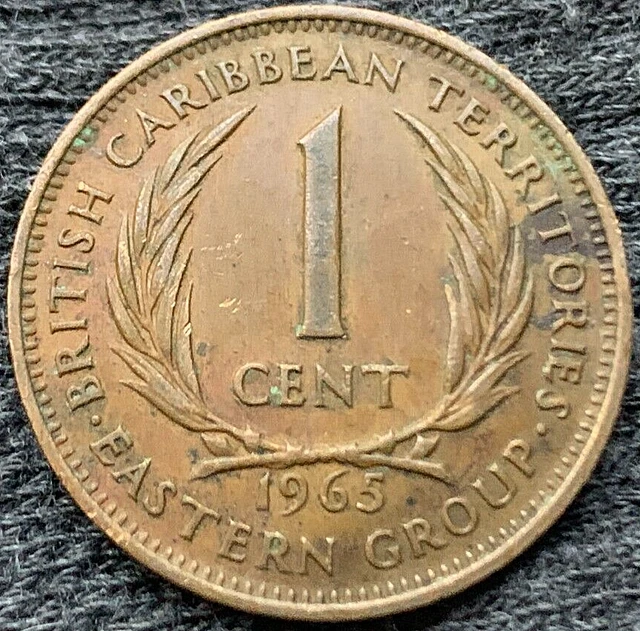 BRITISH CARIBBEAN TERRITORIES
1
CENT
1965
·EASTERN GROUP·